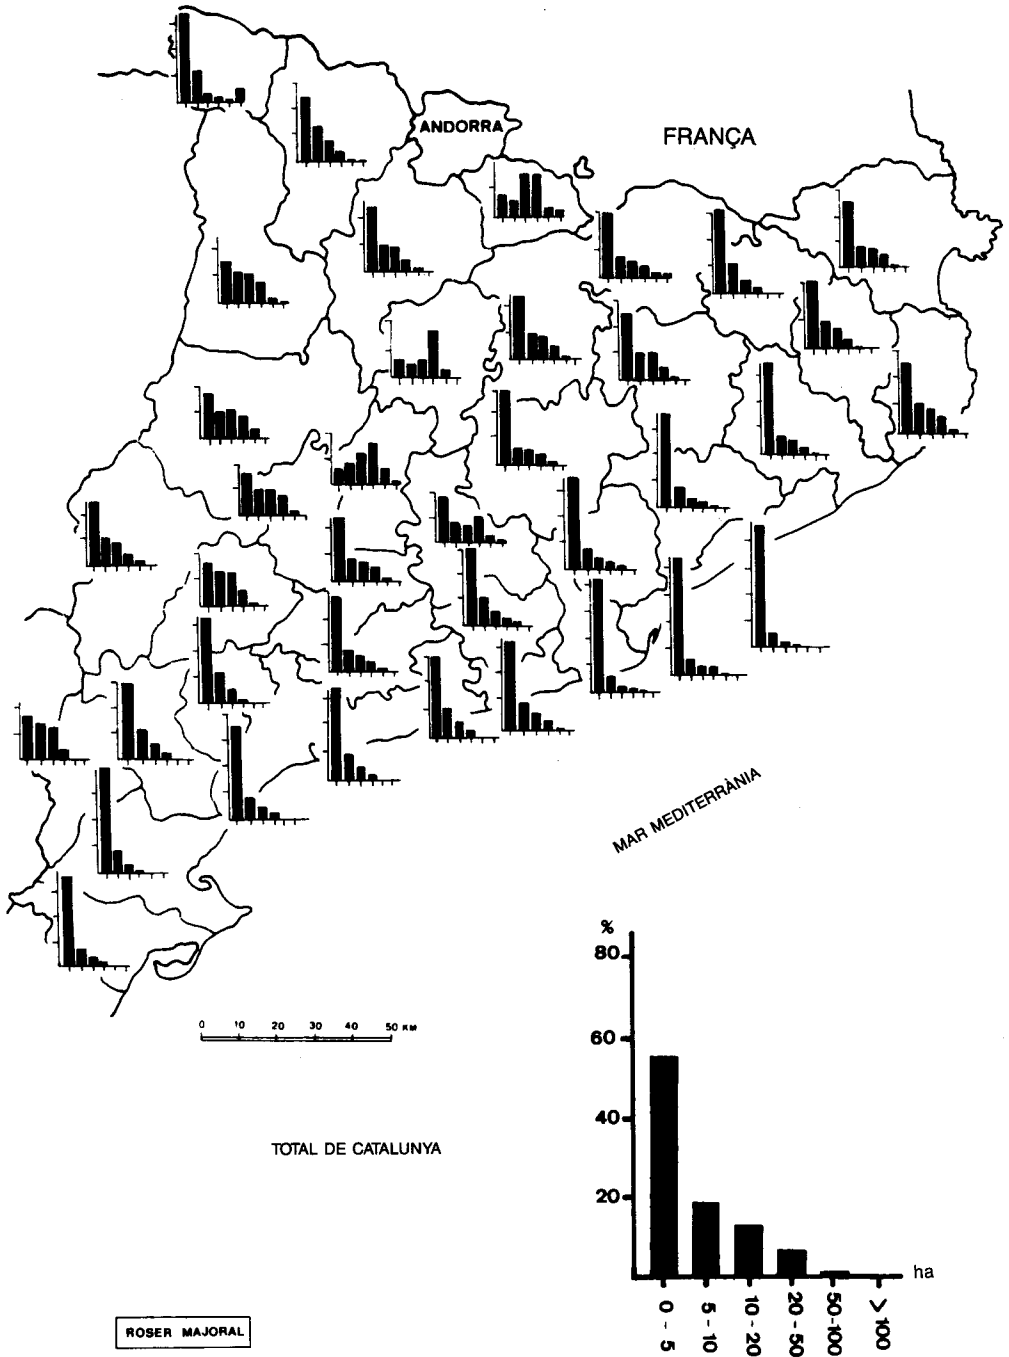 ANDORRA
FRANÇA
MAR MEDITERRÀNIA
%
80
60
40
20
ha
0 - 5
5 - 10
10 - 20
20 - 50
50-100
> 100
0 10 20 30 40 50 KM
TOTAL DE CATALUNYA
ROSER MAJORAL